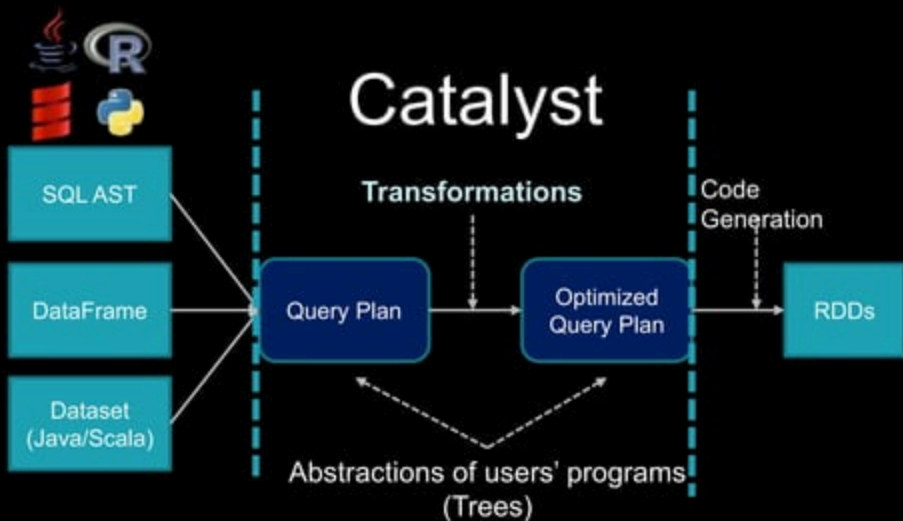 Catalyst
R
SQL AST
DataFrame
Dataset
(Java/Scala)
Transformations
Query Plan
Optimized
Query Plan
Code
Generation
RDDs
Abstractions of users' programs
(Trees)